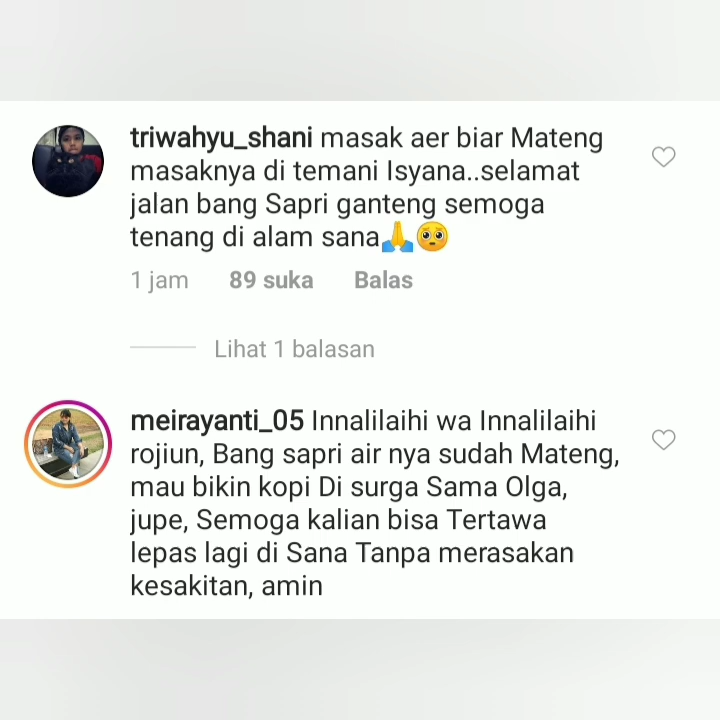 triwahyu_shani masak aer biar Mateng
masaknya di temani Isyana..selamat
jalan bang Sapri ganteng semoga
tenang di alam sana🙏🥺
1 jam 89 suka Balas
Lihat 1 balasan
meirayanti_05 Innalilaihi wa Innalilaihi
rojiun, Bang sapri air nya sudah Mateng,
mau bikin kopi Di surga Sama Olga,
jupe, Semoga kalian bisa Tertawa
lepas lagi di Sana Tanpa merasakan
kesakitan, amin